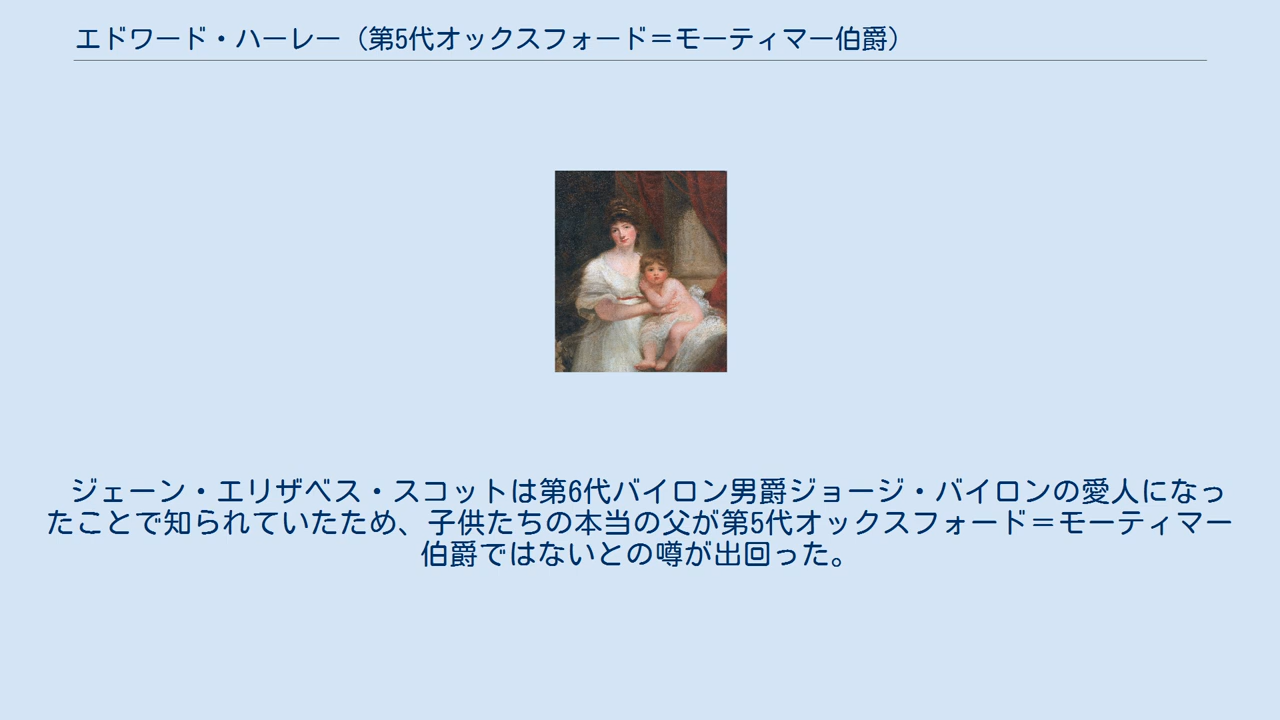 エドワード・ハーレー（第5代オックスフォード＝モーティマー伯爵）
ジェーン・エリザベス・スコットは第6代バイロン男爵ジョージ・バイロンの愛人になっ
たことで知られていたため、子供たちの本当の父が第5代オックスフォード＝モーティマー
伯爵ではないとの噂が出回った。